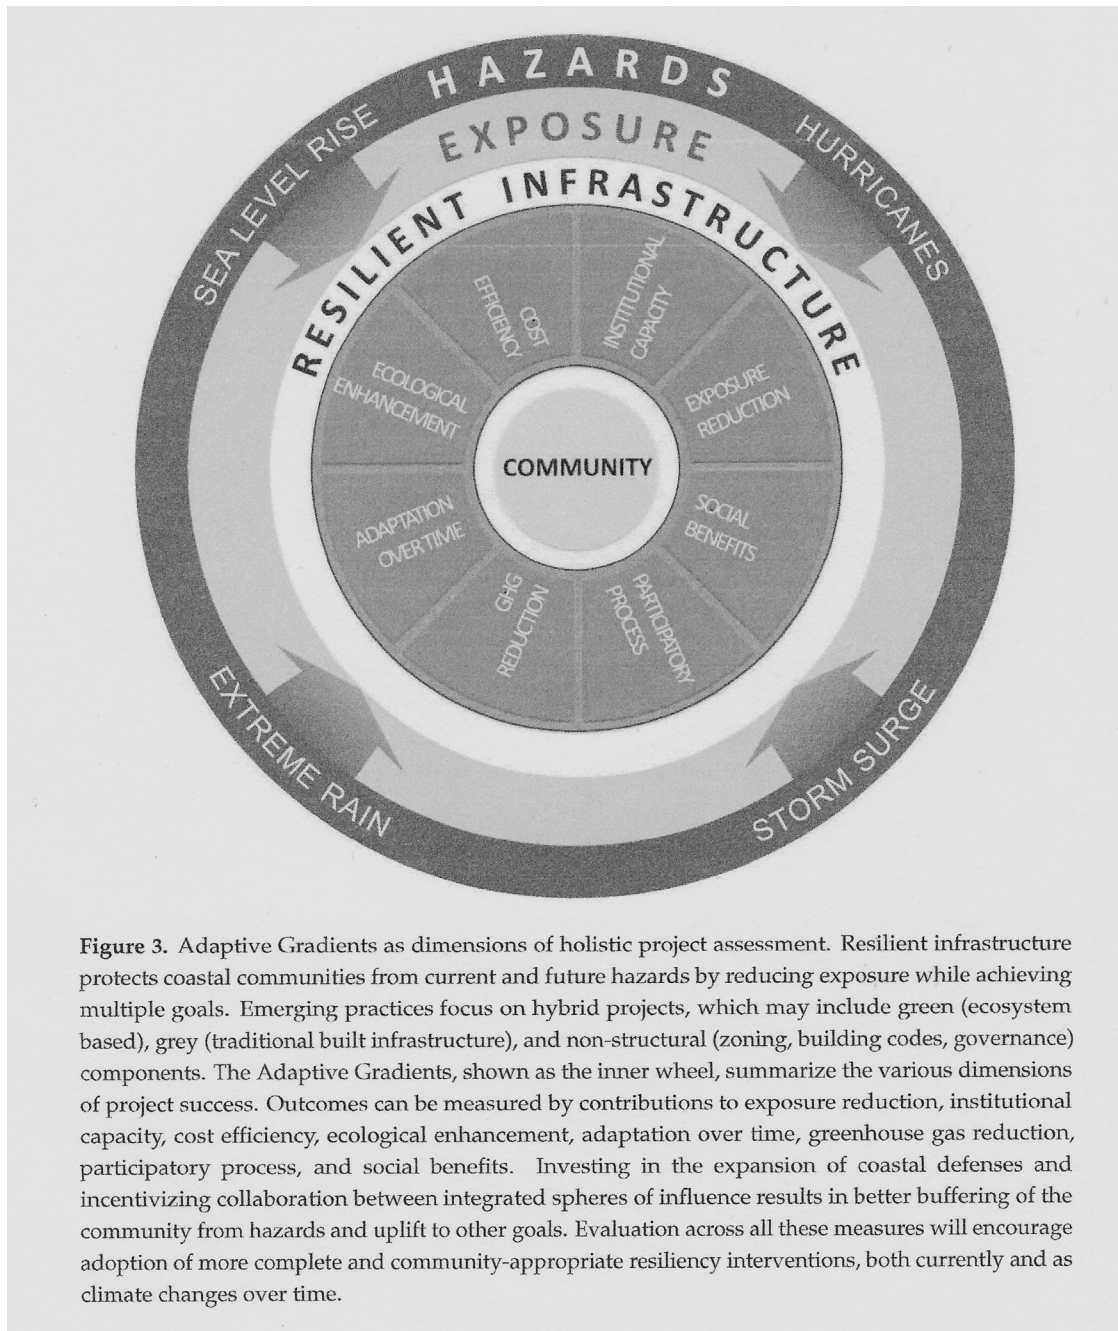 HAZARDS
SEA LEVEL RISE
HURRICANES
EXPOSURE
RESILIENT INFRASTRUCTURE
COST
EFFICIENCY
INSTITUTIONAL
CAPACITY
ECOLOGICAL
ENHANCEMENT
EXPOSURE
REDUCTION
COMMUNITY
ADAPTATION
OVER TIME
SOCIAL
BENEFITS
GHG
REDUCTION
PARTICIPATORY
PROCESS
EXTREME RAIN
STORM SURGE
Figure 3. Adaptive Gradients as dimensions of holistic project assessment. Resilient infrastructure
protects coastal communities from current and future hazards by reducing exposure while achieving
multiple goals. Emerging practices focus on hybrid projects, which may include green (ecosystem
based), grey (traditional built infrastructure), and non-structural (zoning, building codes, governance)
components. The Adaptive Gradients, shown as the inner wheel, summarize the various dimensions
of project success. Outcomes can be measured by contributions to exposure reduction, institutional
capacity, cost efficiency, ecological enhancement, adaptation over time, greenhouse gas reduction,
participatory process, and social benefits. Investing in the expansion of coastal defenses and
incentivizing collaboration between integrated spheres of influence results in better buffering of the
community from hazards and uplift to other goals. Evaluation across all these measures will encourage
adoption of more complete and community-appropriate resiliency interventions, both currently and as
climate changes over time.